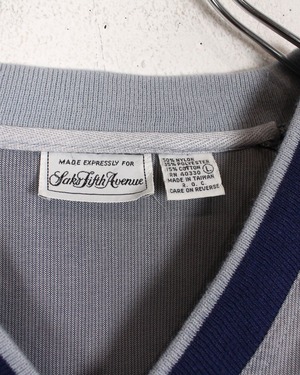 MADE EXPRESSLY FOR
Saks Fifth Avenue
50% NYLON
35% POLYESTER
15% COTTON
RN 40330
MADE IN TAIWAN
R.O.C.
CARE ON REVERSE
L